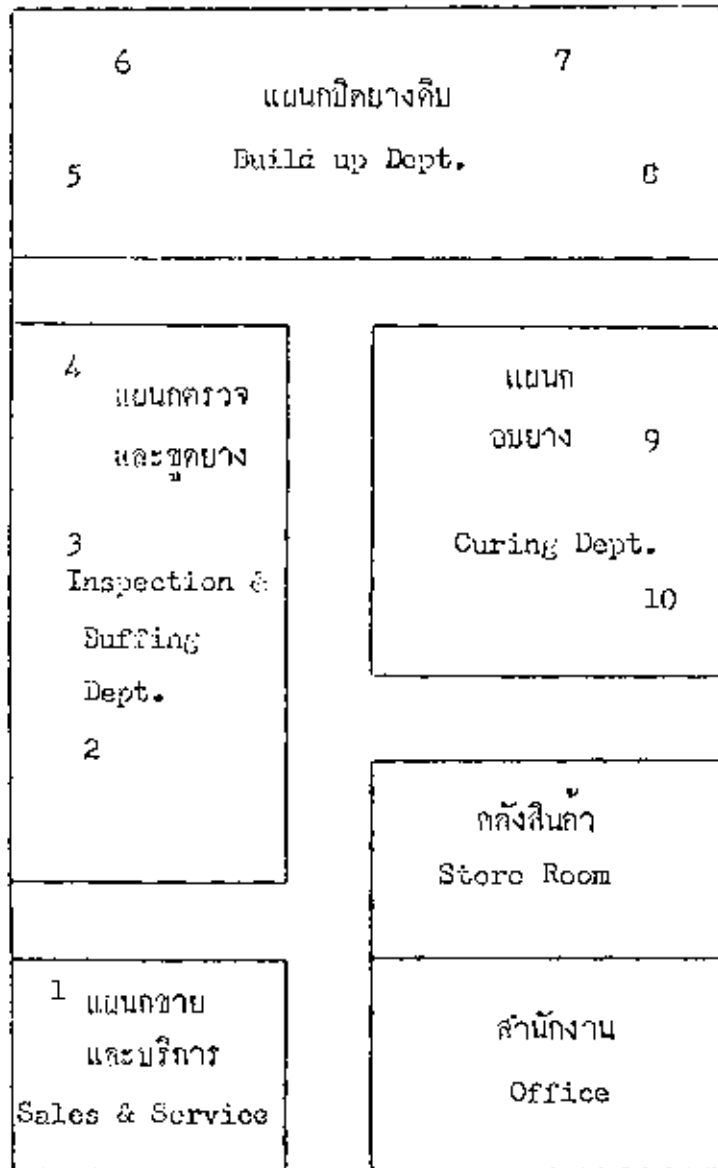 6 7
แผนกปิดยางดิบ
Build up Dept.
5 8
4
แผนกตรวจ
และขูดยาง
3
Inspection &
Buffing
Dept.
2
แผนก
อบยาง 9
Curing Dept.
10
คลังสินค้า
Store Room
1 แผนกขาย
และบริการ
Sales & Service
สำนักงาน
Office